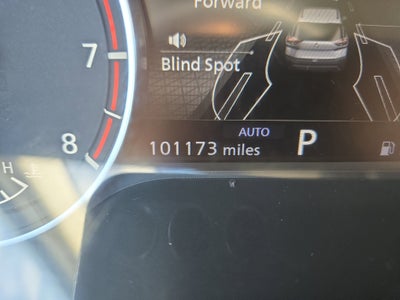 Forward
7
Blind Spot
AUTO
8
101173 miles
P
H